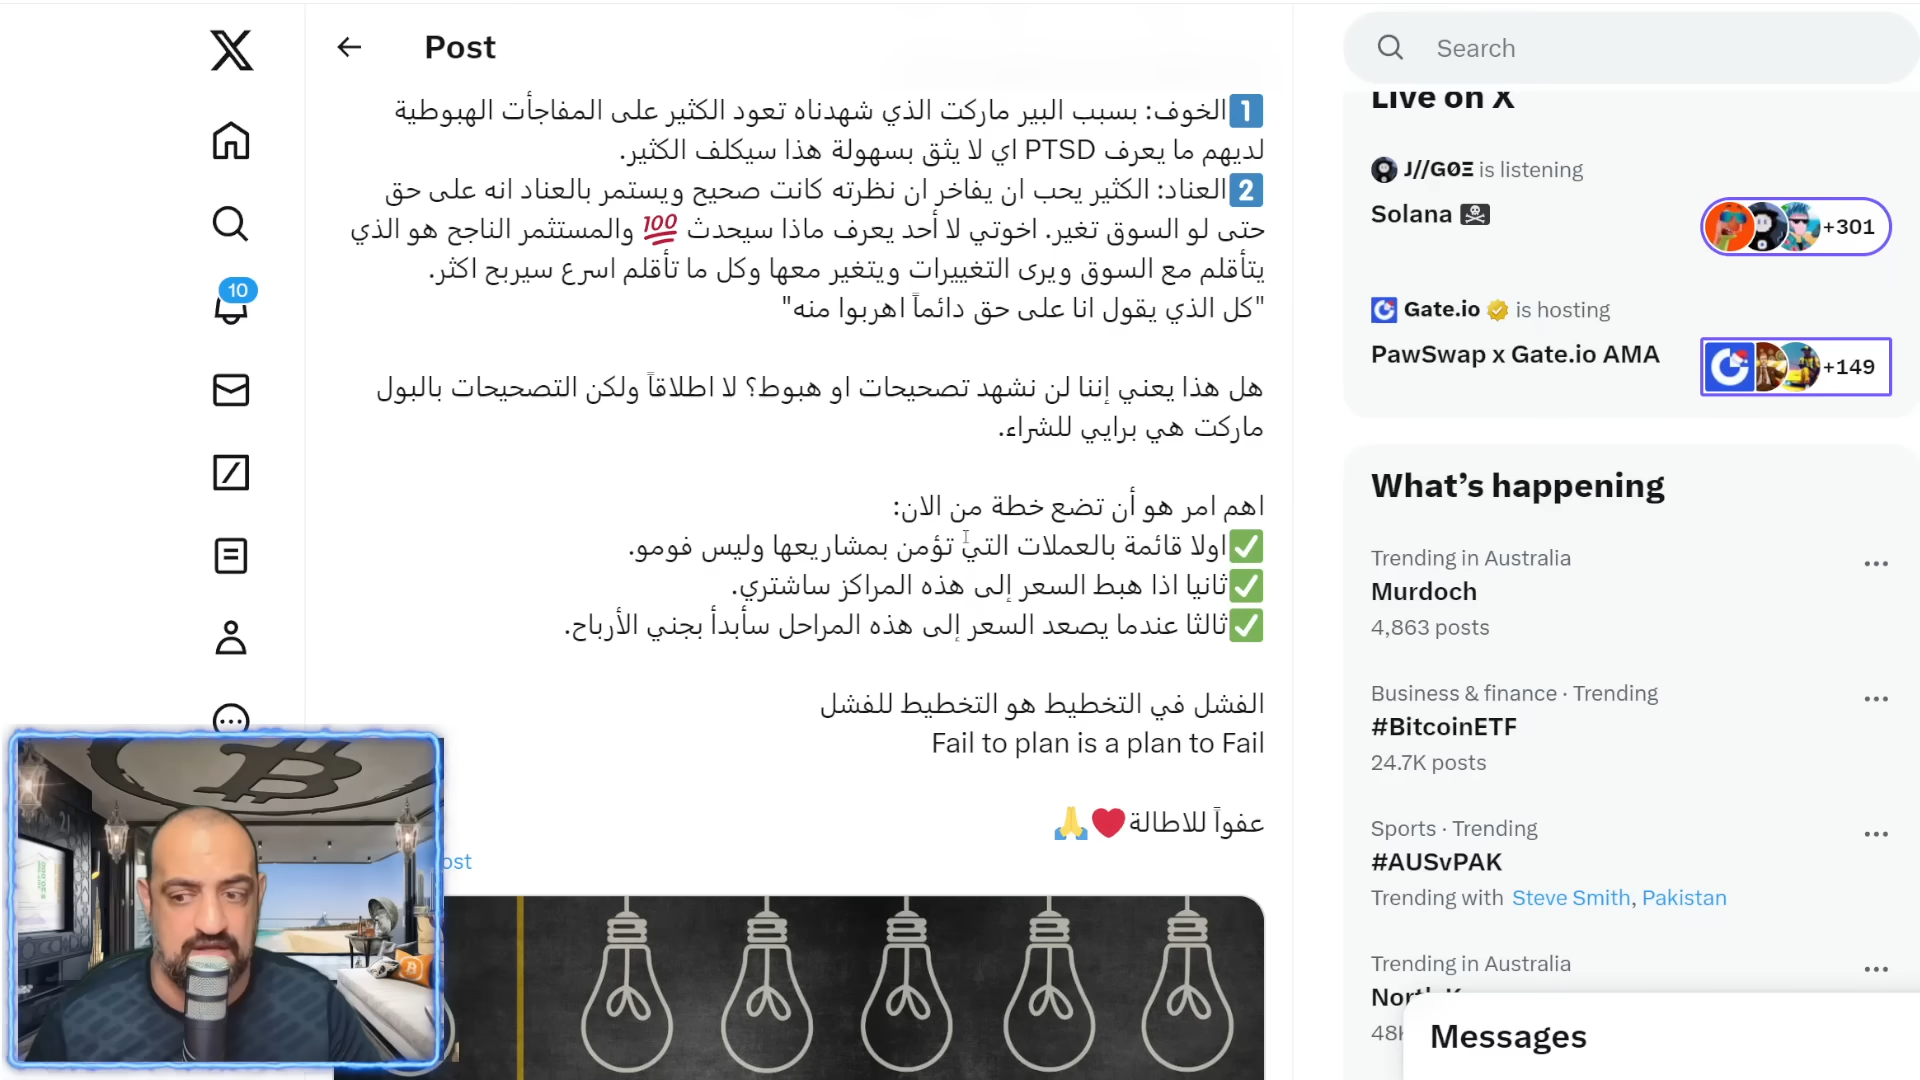 Post
1️⃣الخوف: بسبب البير ماركت الذي شهدناه تعود الكثير على المفاجأت الهبوطية
لديهم ما يعرف PTSD اي لا يثق بسهولة هذا سيكلف الكثير.
2️⃣العناد: الكثير يحب ان يفاخر ان نظرته كانت صحيح ويستمر بالعناد انه على حق
حتى لو السوق تغير. اخوتي لا أحد يعرف ماذا سيحدث 💯 والمستثمر الناجح هو الذي
يتأقلم مع السوق ويرى التغييرات ويتغير معها وكل ما تأقلم اسرع سيربح اكثر.
"كل الذي يقول انا على حق دائماً اهربوا منه"
هل هذا يعني إننا لن نشهد تصحيحات او هبوط؟ لا اطلاقاً ولكن التصحيحات بالبول
ماركت هي برايي للشراء.
اهم امر هو أن تضع خطة من الان:
✅اولا قائمة بالعملات التي تؤمن بمشاريعها وليس فومو.
✅ثانيا اذا هبط السعر إلى هذه المراكز ساشتري.
✅ثالثا عندما يصعد السعر إلى هذه المراحل سأبدأ بجني الأرباح.
الفشل في التخطيط هو التخطيط للفشل
Fail to plan is a plan to Fail
عفواً للاطالة❤️🙏
ost
10
Search
Live on X
J//G0Ξ is listening
Solana 🏴‍☠️
+301
Gate.io is hosting
PawSwap x Gate.io AMA
+149
What’s happening
Trending in Australia
Murdoch
4,863 posts
Business & finance · Trending
#BitcoinETF
24.7K posts
Sports · Trending
#AUSvPAK
Trending with Steve Smith, Pakistan
Trending in Australia
Messages